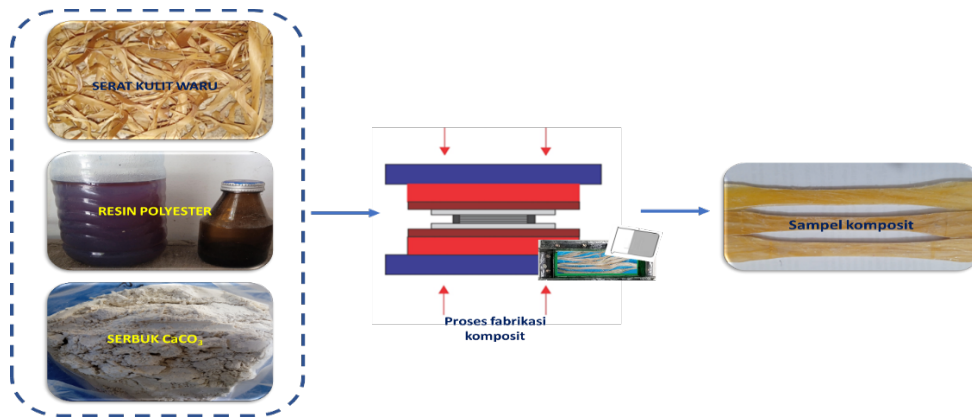 SERAT KULIT WARU
RESIN POLYESTER
SERBUK CaCO₃
Proses fabrikasi
komposit
Sampel komposit